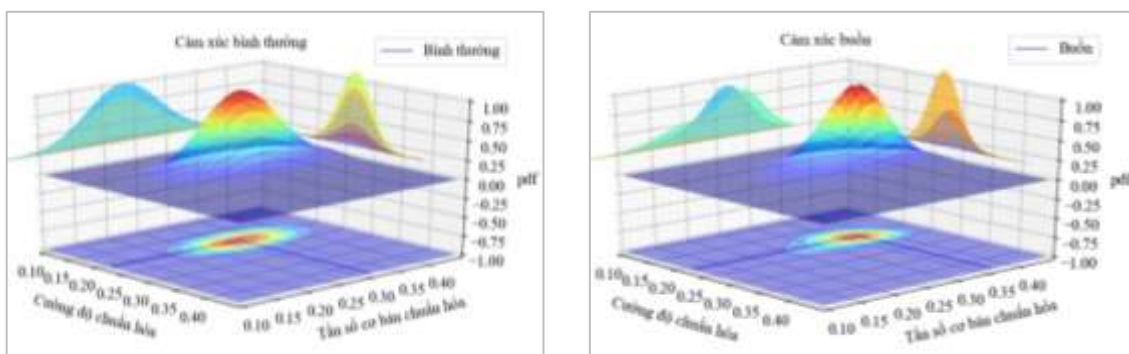 Cảm xúc bình thường
Bình thường
1.00
0.75
0.50
0.25
0.00
pdf
−0.25
−0.50
−0.75
−1.00
0.10 0.15 0.20 0.25 0.30 0.35 0.40
Cường độ chuẩn hóa
0.10 0.15 0.20 0.25 0.30 0.35 0.40
Tần số cơ bản chuẩn hóa
Cảm xúc buồn
Buồn
1.00
0.75
0.50
0.25
0.00
pdf
−0.25
−0.50
−0.75
−1.00
0.10 0.15 0.20 0.25 0.30 0.35 0.40
Cường độ chuẩn hóa
0.10 0.15 0.20 0.25 0.30 0.35 0.40
Tần số cơ bản chuẩn hóa